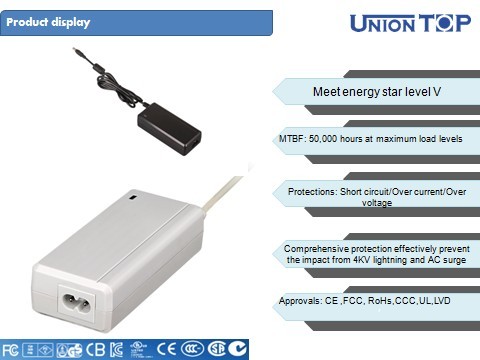 Product display
UNION TOP
Meet energy star level V
MTBF: 50,000 hours at maximum load levels
Protections: Short circuit/Over current/Over
voltage
Comprehensive protection effectively prevent
the impact from 4KV lightning and AC surge
Approvals: CE ,FCC, RoHs,CCC,UL,LVD